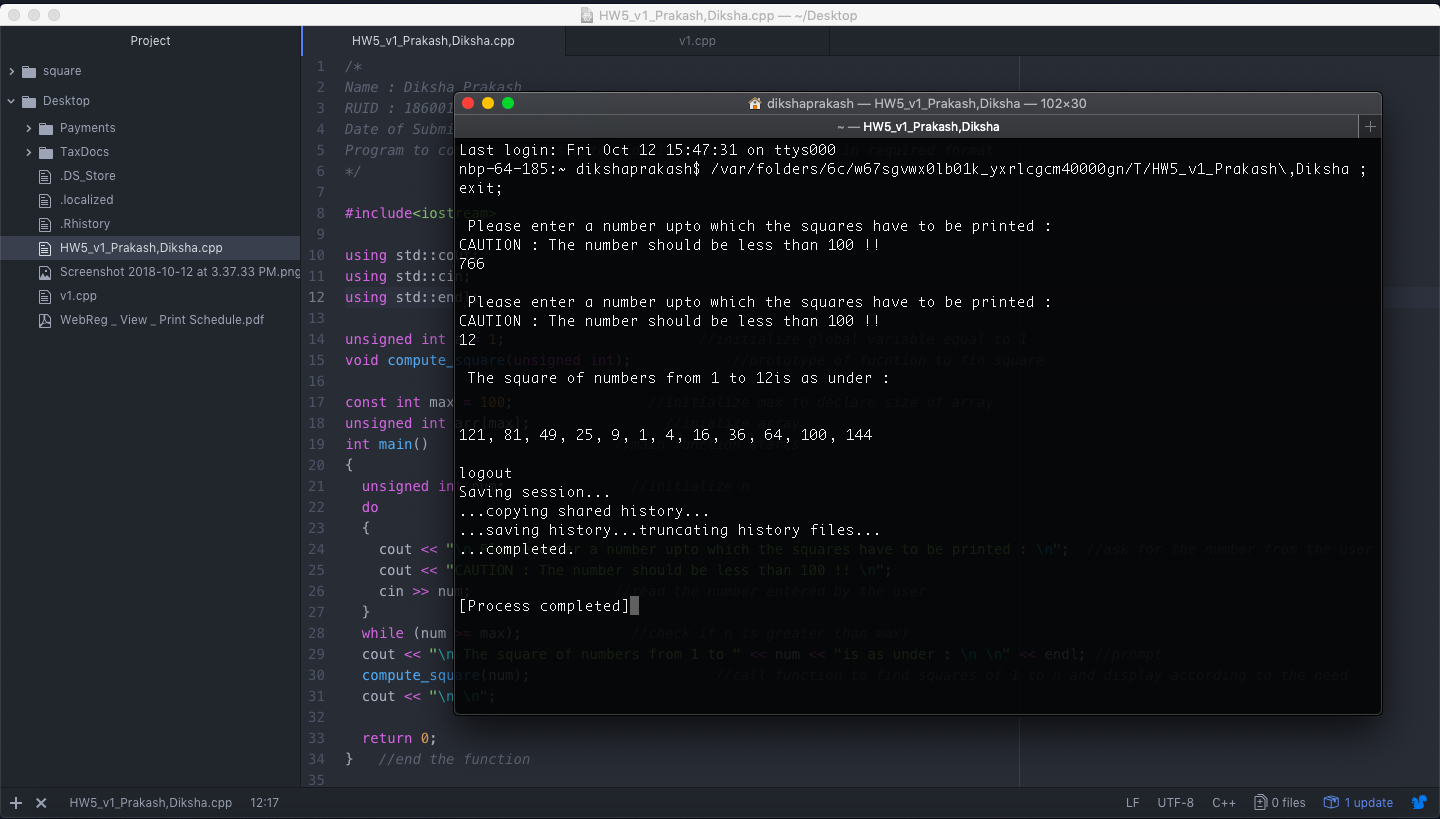 HW5_v1_Prakash,Diksha.cpp — ~/Desktop
Project
HW5_v1_Prakash,Diksha.cpp
v1.cpp
square
Desktop
Payments
TaxDocs
.DS_Store
.localized
.Rhistory
HW5_v1_Prakash,Diksha.cpp
Screenshot 2018-10-12 at 3.37.33 PM.png
v1.cpp
WebReg _ View _ Print Schedule.pdf
1 /*
2 Name : Diksha Prakash
3 RUID : 186001
4 Date of Submi
5 Program to co in required format
6 */
7
8 #include<iostream>
9
10 using std::co
11 using std::cin;
12 using std::end
13
14 unsigned int = 1; //initialize global variable equal to 1
15 void compute_square(unsigned int); //prototype of function to fin square
16
17 const int max = 100; //initialize max to declare size of array
18 unsigned int arr[max];
19 int main()
20 {
21 unsigned in //initialize n
22 do
23 {
24 cout << "\n Please enter a number upto which the squares have to be printed : \n"; //ask for the number from the user
25 cout << "CAUTION : The number should be less than 100 !! \n";
26 cin >> num; //read the number entered by the user
27 }
28 while (num >= max); //check if n is greater than max)
29 cout << "\n The square of numbers from 1 to " << num << "is as under : \n \n" << endl; //prompt
30 compute_square(num); //call function to find squares of 1 to n and display according to the need
31 cout << "\n \n";
32
33 return 0;
34 } //end the function
35
dikshaprakash — HW5_v1_Prakash,Diksha — 102×30
~ — HW5_v1_Prakash,Diksha
+
Last login: Fri Oct 12 15:47:31 on ttys000
nbp-64-185:~ dikshaprakash$ /var/folders/6c/w67sgvwx0lb01k_yxrlcgcm40000gn/T/HW5_v1_Prakash\,Diksha ;
exit;
Please enter a number upto which the squares have to be printed :
CAUTION : The number should be less than 100 !!
766
Please enter a number upto which the squares have to be printed :
CAUTION : The number should be less than 100 !!
12
The square of numbers from 1 to 12is as under :
121, 81, 49, 25, 9, 1, 4, 16, 36, 64, 100, 144
logout
Saving session...
...copying shared history...
...saving history...truncating history files...
...completed.
[Process completed]
HW5_v1_Prakash,Diksha.cpp 12:17
LF UTF-8 C++ 0 files 1 update